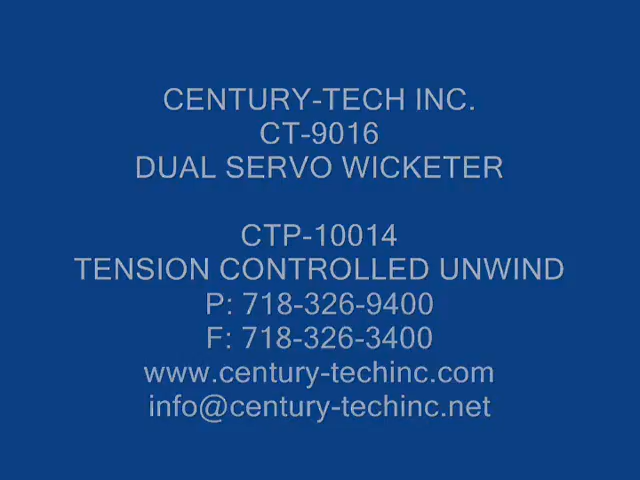 CENTURY-TECH INC.
CT-9016
DUAL SERVO WICKETER
CTP-10014
TENSION CONTROLLED UNWIND
P: 718-326-9400
F: 718-326-3400
www.century-techinc.com
info@century-techinc.net